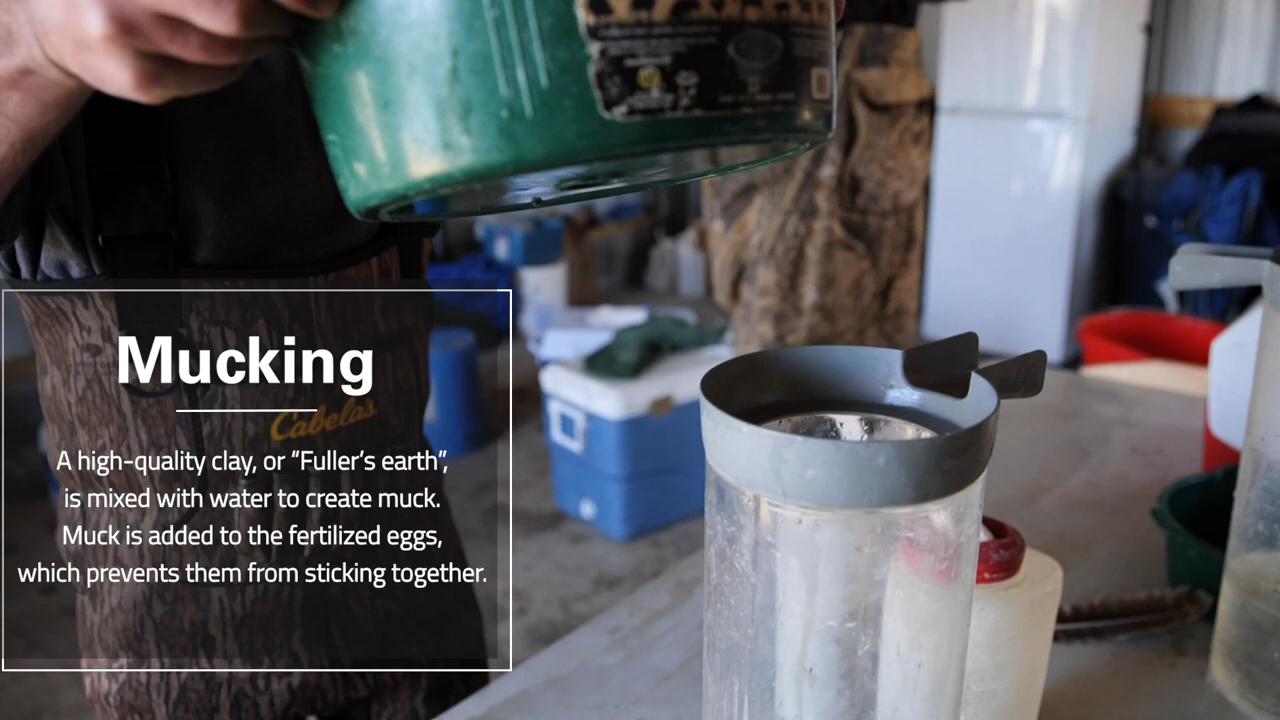 Mucking
Cabela's
A high-quality clay, or “Fuller’s earth”,
is mixed with water to create muck.
Muck is added to the fertilized eggs,
which prevents them from sticking together.